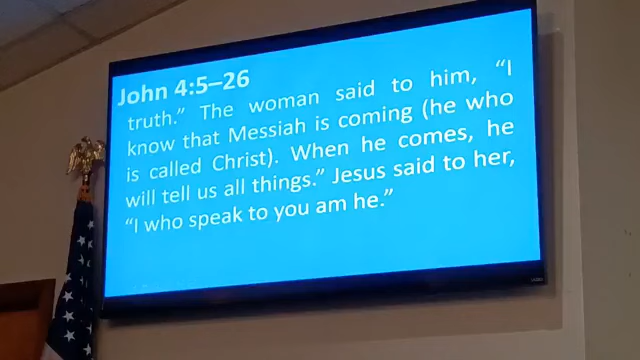 John 4:5–26
truth.” The woman said to him, “I
know that Messiah is coming (he who
is called Christ). When he comes, he
will tell us all things.” Jesus said to her,
“I who speak to you am he.”